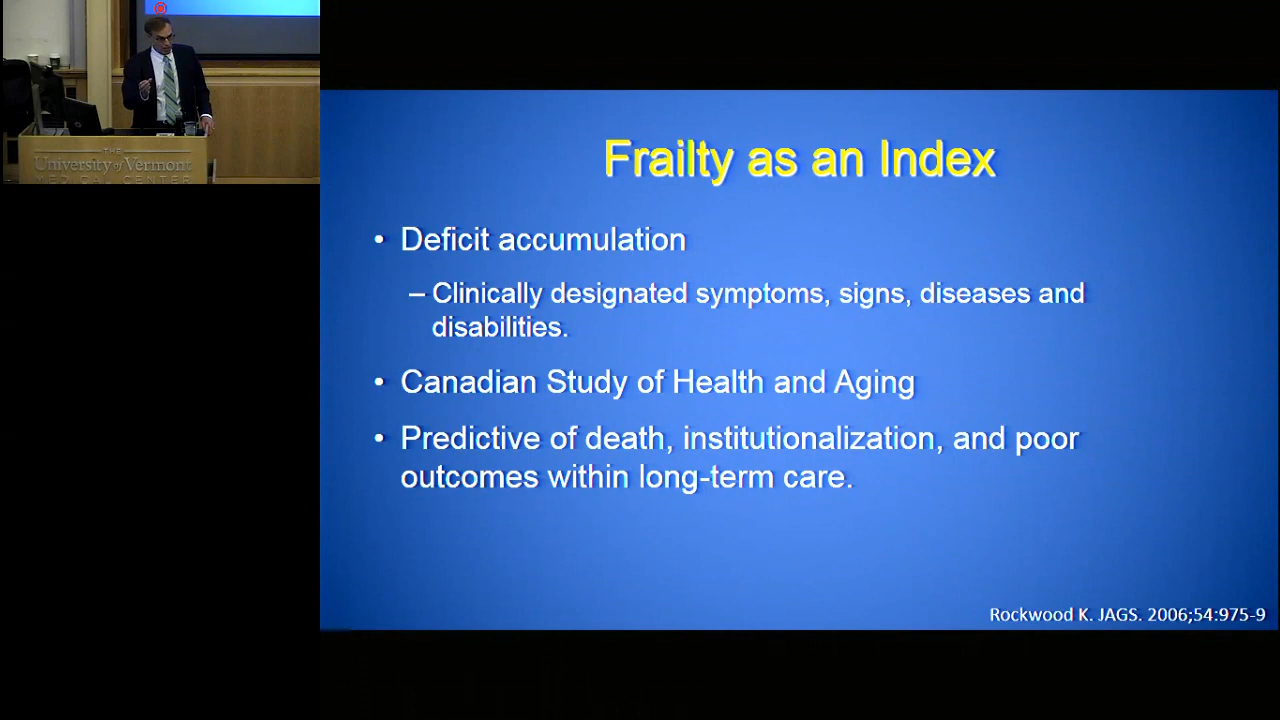 THE
University of Vermont
MEDICAL CENTER
Frailty as an Index
• Deficit accumulation
– Clinically designated symptoms, signs, diseases and
disabilities.
• Canadian Study of Health and Aging
• Predictive of death, institutionalization, and poor
outcomes within long-term care.
Rockwood K. JAGS. 2006;54:975-9